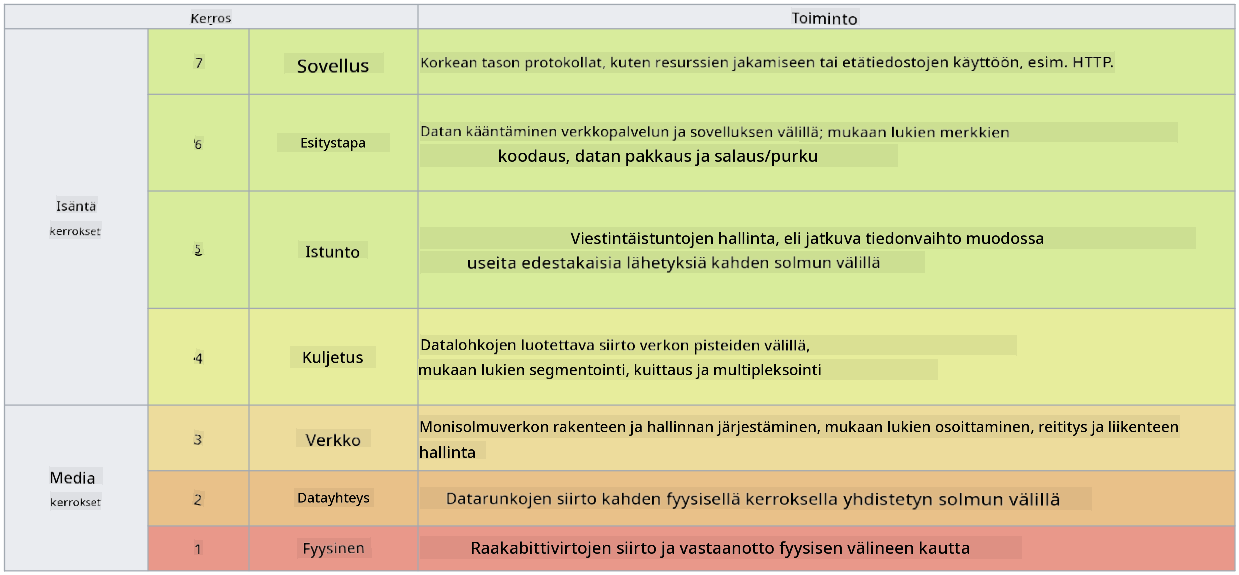 Kerros
Toiminto
Isäntä
kerrokset
7
Sovellus
Korkean tason protokollat, kuten resurssien jakamiseen tai etätiedostojen käyttöön, esim. HTTP.
6
Esitystapa
Datan kääntäminen verkkopalvelun ja sovelluksen välillä; mukaan lukien merkkien
koodaus, datan pakkaus ja salaus/purku
5
Istunto
Viestintäistuntojen hallinta, eli jatkuva tiedonvaihto muodossa
useita edestakaisia lähetyksiä kahden solmun välillä
4
Kuljetus
Datalohkojen luotettava siirto verkon pisteiden välillä,
mukaan lukien segmentointi, kuittaus ja multipleksointi
Media
kerrokset
3
Verkko
Monisolmuverkon rakenteen ja hallinnan järjestäminen, mukaan lukien osoittaminen, reititys ja liikenteen
hallinta
2
Datayhteys
Datarunkojen siirto kahden fyysisellä kerroksella yhdistetyn solmun välillä
1
Fyysinen
Raakabittivirtojen siirto ja vastaanotto fyysisen välineen kautta